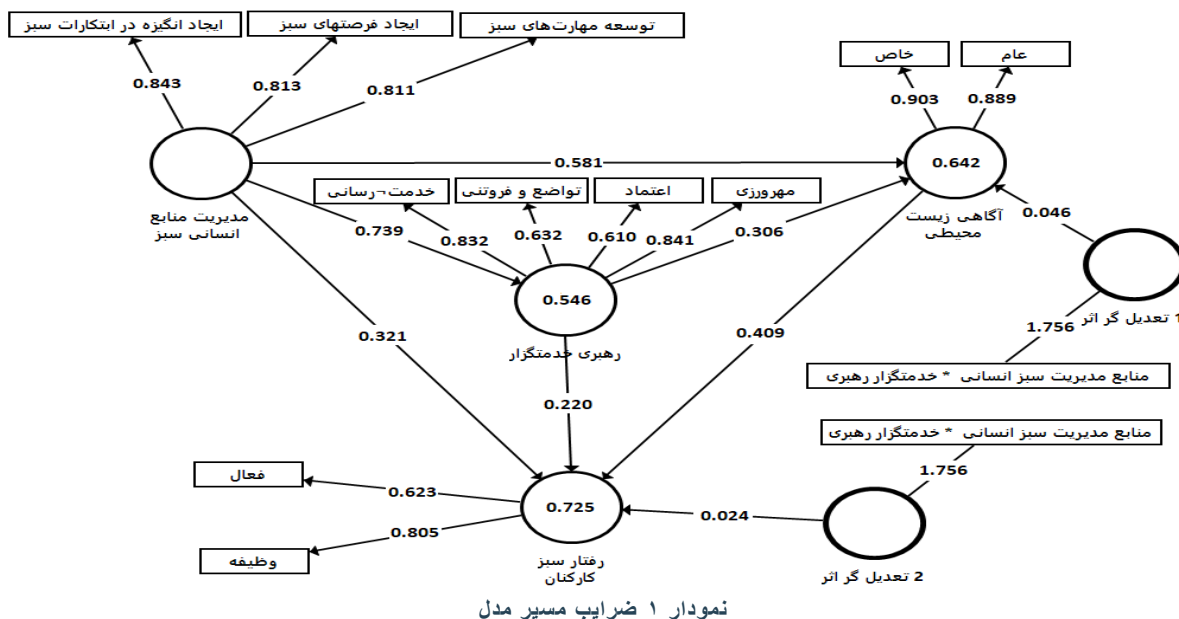 ایجاد انگیزه در ابتکارات سبز
ایجاد فرصتهای سبز
توسعه مهارت‌های سبز
خاص
عام
0.843
0.813
0.811
0.903
0.889
0.581
0.642
مدیریت منابع
انسانی سبز
خدمت¬رسانی
تواضع و فروتنی
اعتماد
مهرورزی
آگاهی زیست
محیطی
0.739
0.832
0.632
0.610
0.841
0.306
0.046
0.546
رهبری خدمتگزار
1 تعدیل گر اثر
0.321
0.409
1.756
منابع مدیریت سبز انسانی * خدمتگزار رهبری
0.220
منابع مدیریت سبز انسانی * خدمتگزار رهبری
1.756
فعال
0.623
0.725
0.024
0.805
وظیفه
رفتار سبز
کارکنان
2 تعدیل گر اثر
نمودار ۱ ضرایب مسیر مدل